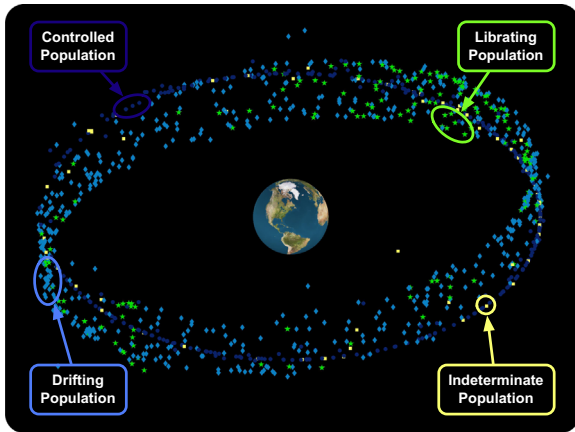 Controlled
Population
Librating
Population
Drifting
Population
Indeterminate
Population